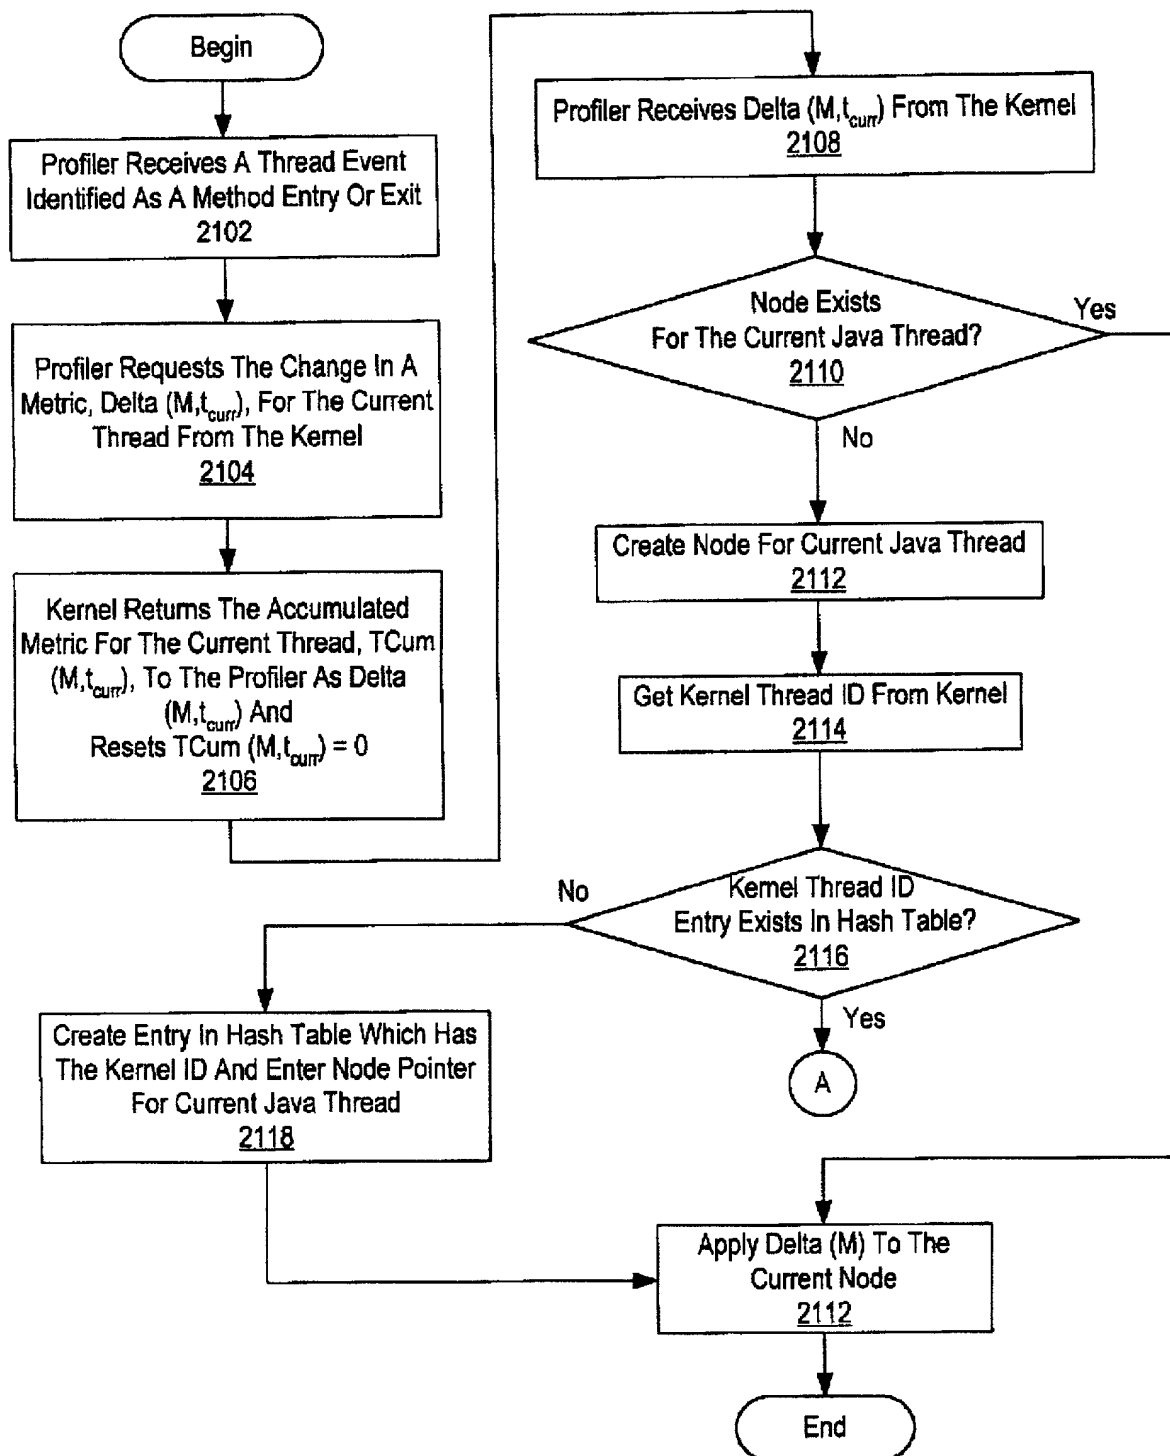 Begin
Profiler Receives A Thread Event
Identified As A Method Entry Or Exit
2102
Profiler Requests The Change In A
Metric, Delta (M,tcurr), For The Current
Thread From The Kernel
2104
Kernel Returns The Accumulated
Metric For The Current Thread, TCum
(M,tcurr), To The Profiler As Delta
(M,tcurr) And
Resets TCum (M,tcurr) = 0
2106
Profiler Receives Delta (M,tcurr) From The Kernel
2108
Node Exists
For The Current Java Thread?
2110
Yes
No
Create Node For Current Java Thread
2112
Get Kernel Thread ID From Kernel
2114
Kernel Thread ID
Entry Exists In Hash Table?
2116
No
Yes
A
Create Entry In Hash Table Which Has
The Kernel ID And Enter Node Pointer
For Current Java Thread
2118
Apply Delta (M) To The
Current Node
2112
End